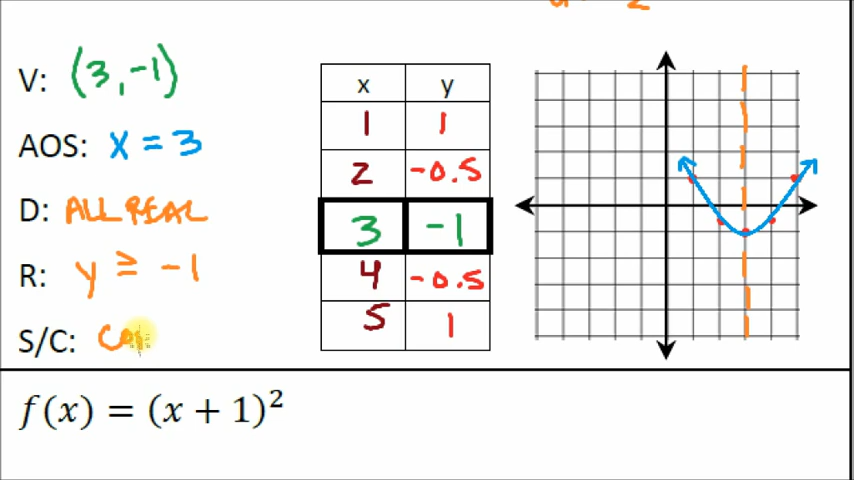 V: (3, -1)
AOS: x = 3
D: ALL REAL
R: y ≥ -1
S/C: Co
x y
1 1
2 -0.5
3 -1
4 -0.5
5 1
f(x) = (x + 1)²